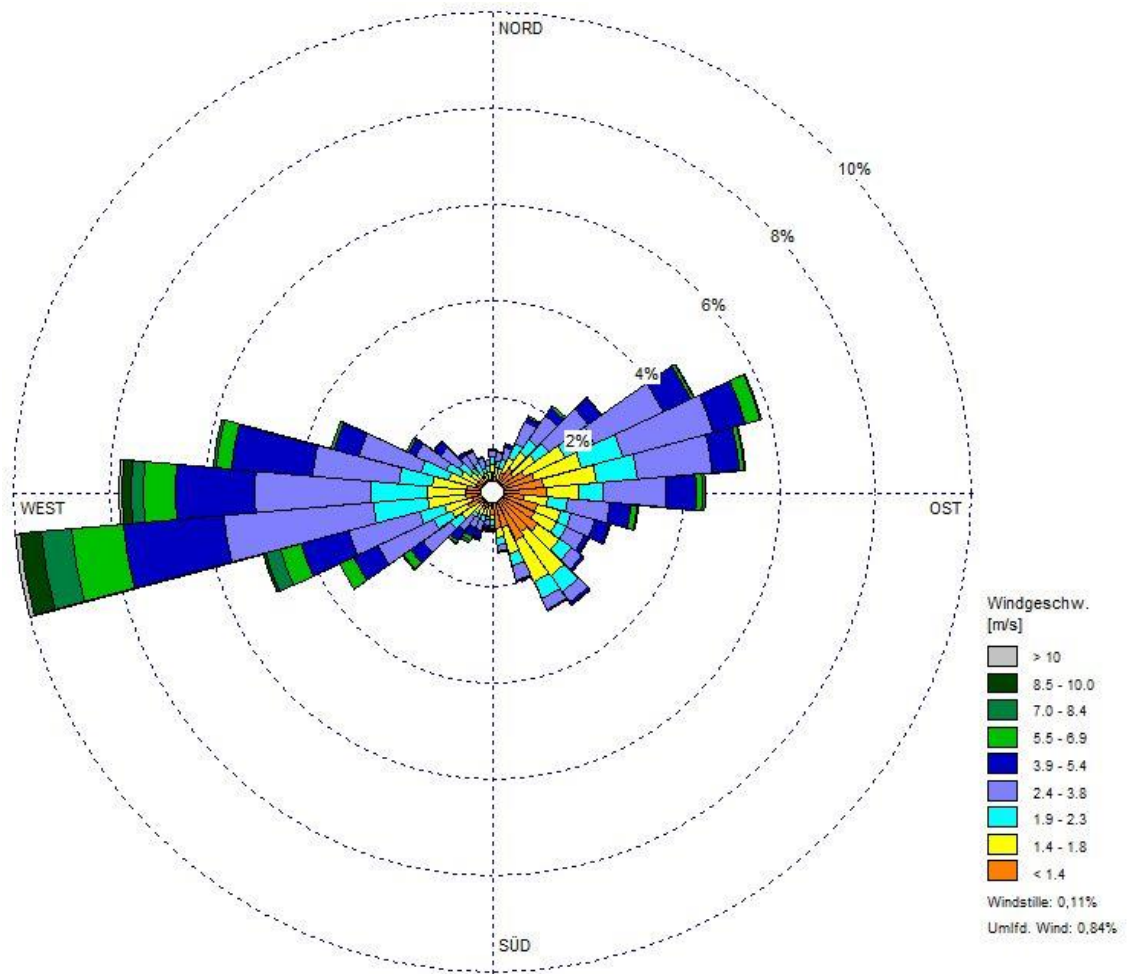 NORD
10%
8%
6%
4%
2%
WEST
OST
SÜD
Windgeschw.
[m/s]
> 10
8.5 - 10.0
7.0 - 8.4
5.5 - 6.9
3.9 - 5.4
2.4 - 3.8
1.9 - 2.3
1.4 - 1.8
< 1.4
Windstille: 0,11%
Umlfd. Wind: 0,84%